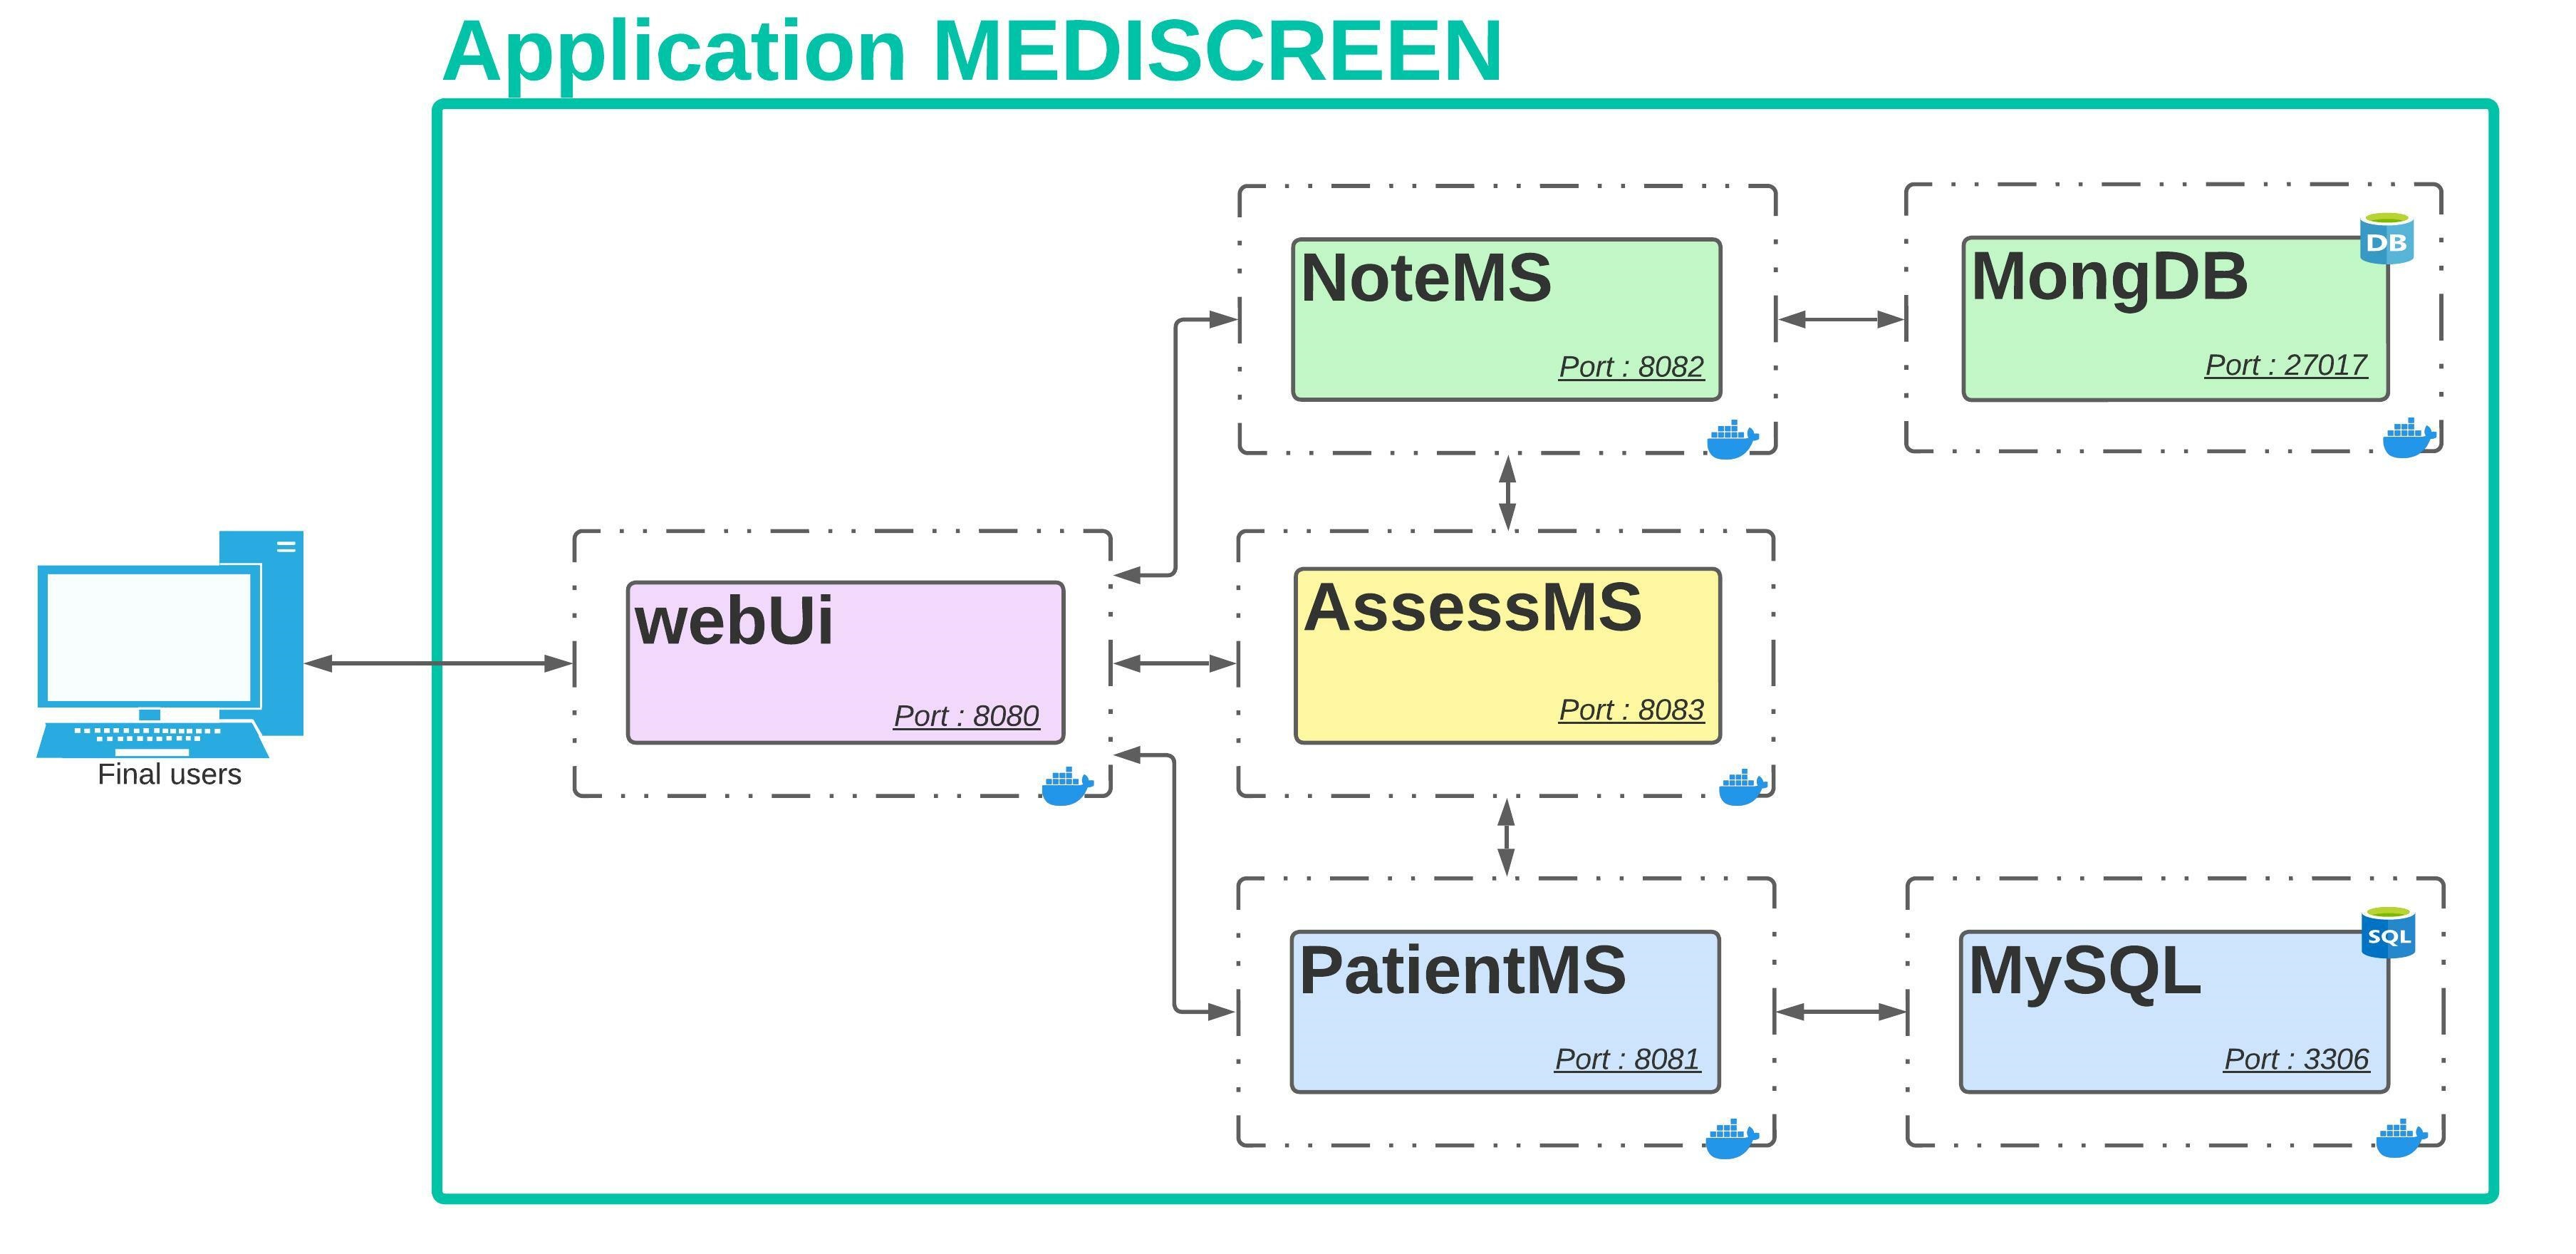 Application MEDISCREEN
NoteMS
Port : 8082
DB
MongDB
Port : 27017
webUi
Port : 8080
AssessMS
Port : 8083
Final users
PatientMS
Port : 8081
SQL
MySQL
Port : 3306